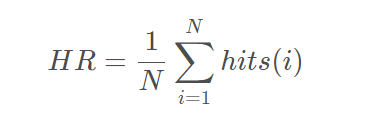 $HR = \frac{1}{N} \sum_{i=1}^{N} hits(i)$